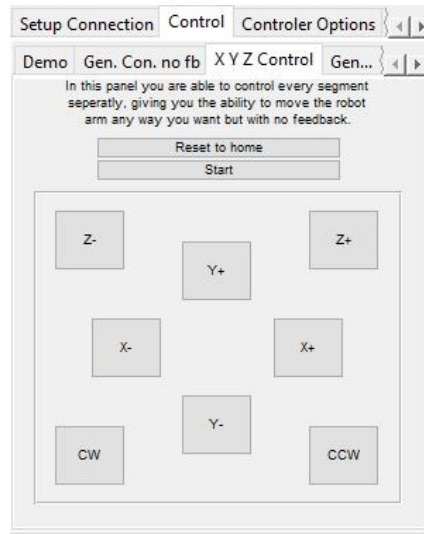 Setup Connection Control Controler Options
Demo Gen. Con. no fb X Y Z Control Gen...
In this panel you are able to control every segment
seperatly, giving you the ability to move the robot
arm any way you want but with no feedback.
Reset to home
Start
Z- Z+
Y+
X- X+
Y-
CW CCW